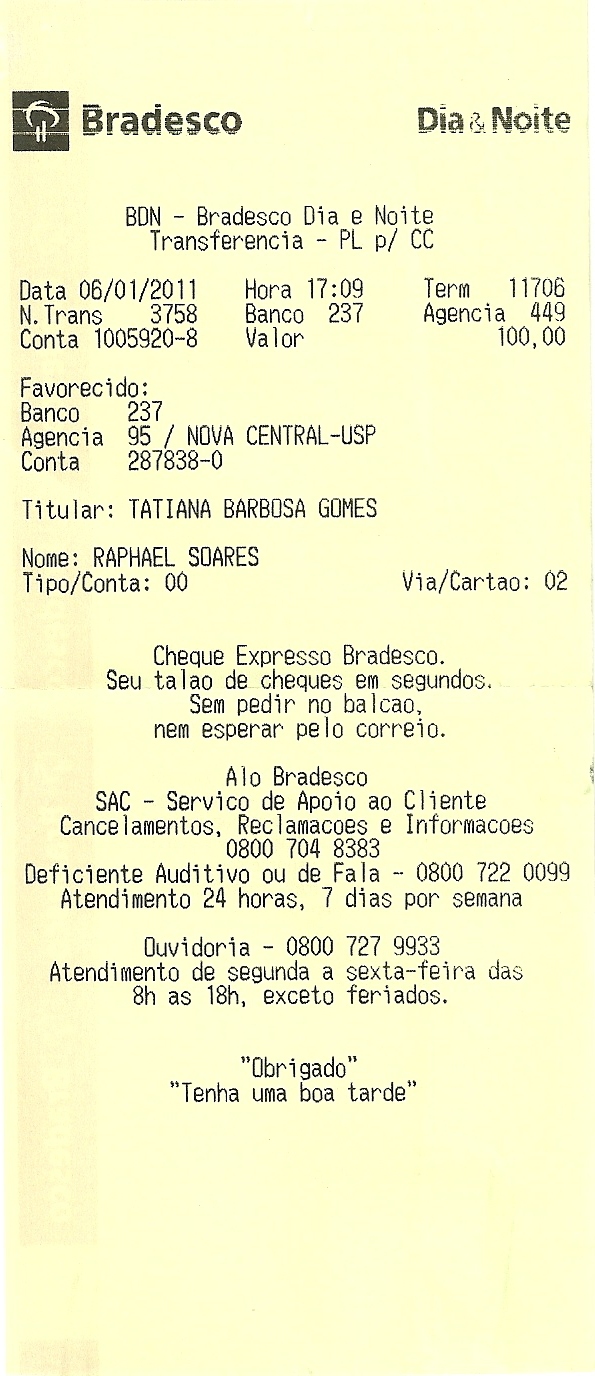 Bradesco Dia & Noite
BDN - Bradesco Dia e Noite
Transferencia - PL p/ CC
Data 06/01/2011 Hora 17:09 Term 11706
N.Trans 3758 Banco 237 Agencia 449
Conta 1005920-8 Valor 100,00
Favorecido:
Banco 237
Agencia 95 / NOVA CENTRAL-USP
Conta 287838-0
Titular: TATIANA BARBOSA GOMES
Nome: RAPHAEL SOARES
Tipo/Conta: 00 Via/Cartao: 02
Cheque Expresso Bradesco.
Seu talao de cheques em segundos.
Sem pedir no balcao,
nem esperar pelo correio.
Alo Bradesco
SAC - Servico de Apoio ao Cliente
Cancelamentos, Reclamacoes e Informacoes
0800 704 8383
Deficiente Auditivo ou de Fala - 0800 722 0099
Atendimento 24 horas, 7 dias por semana
Ouvidoria - 0800 727 9933
Atendimento de segunda a sexta-feira das
8h as 18h, exceto feriados.
"Obrigado"
"Tenha uma boa tarde"